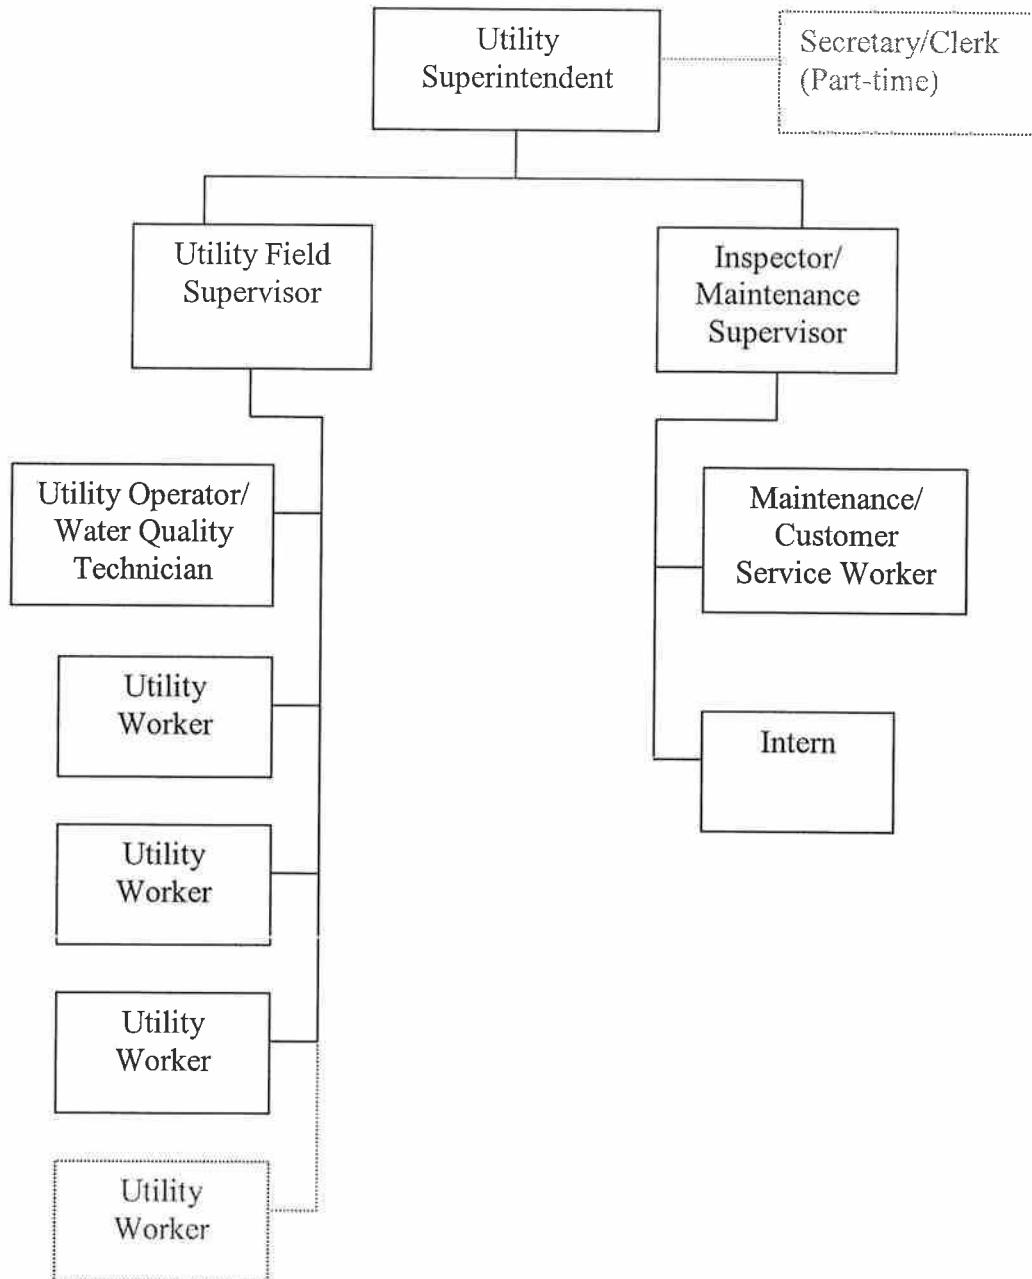 Utility
Superintendent
Secretary/Clerk
(Part-time)
Utility Field
Supervisor
Inspector/
Maintenance
Supervisor
Utility Operator/
Water Quality
Technician
Maintenance/
Customer
Service Worker
Utility
Worker
Intern
Utility
Worker
Utility
Worker
Utility
Worker